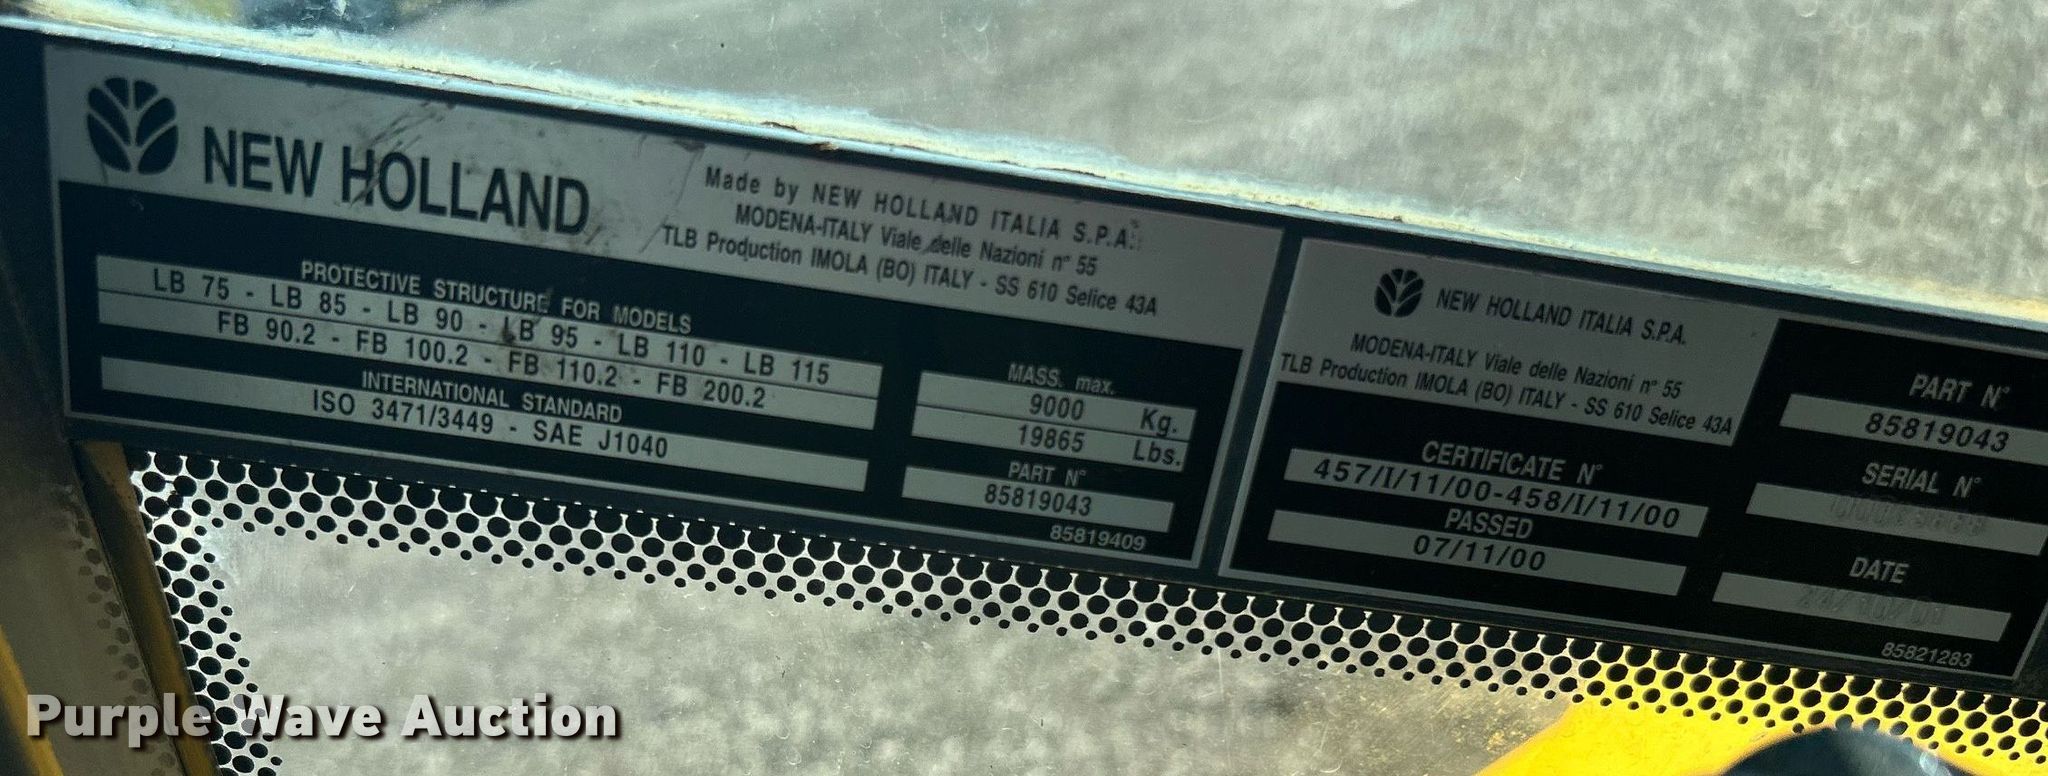 NEW HOLLAND
Made by NEW HOLLAND ITALIA S.P.A.
MODENA-ITALY Viale delle Nazioni n° 55
TLB Production IMOLA (BO) ITALY - SS 610 Selice 43A
PROTECTIVE STRUCTURE FOR MODELS
LB 75 - LB 85 - LB 90 - LB 95 - LB 110 - LB 115
FB 90.2 - FB 100.2 - FB 110.2 - FB 200.2
INTERNATIONAL STANDARD
ISO 3471/3449 - SAE J1040
MASS. max.
9000 Kg.
19865 Lbs.
PART N°
85819043
85819409
NEW HOLLAND ITALIA S.P.A.
MODENA-ITALY Viale delle Nazioni n° 55
TLB Production IMOLA (BO) ITALY - SS 610 Selice 43A
CERTIFICATE N°
457/I/11/00-458/I/11/00
PASSED
07/11/00
PART N°
85819043
SERIAL N°
DATE
85821283
Purple Wave Auction